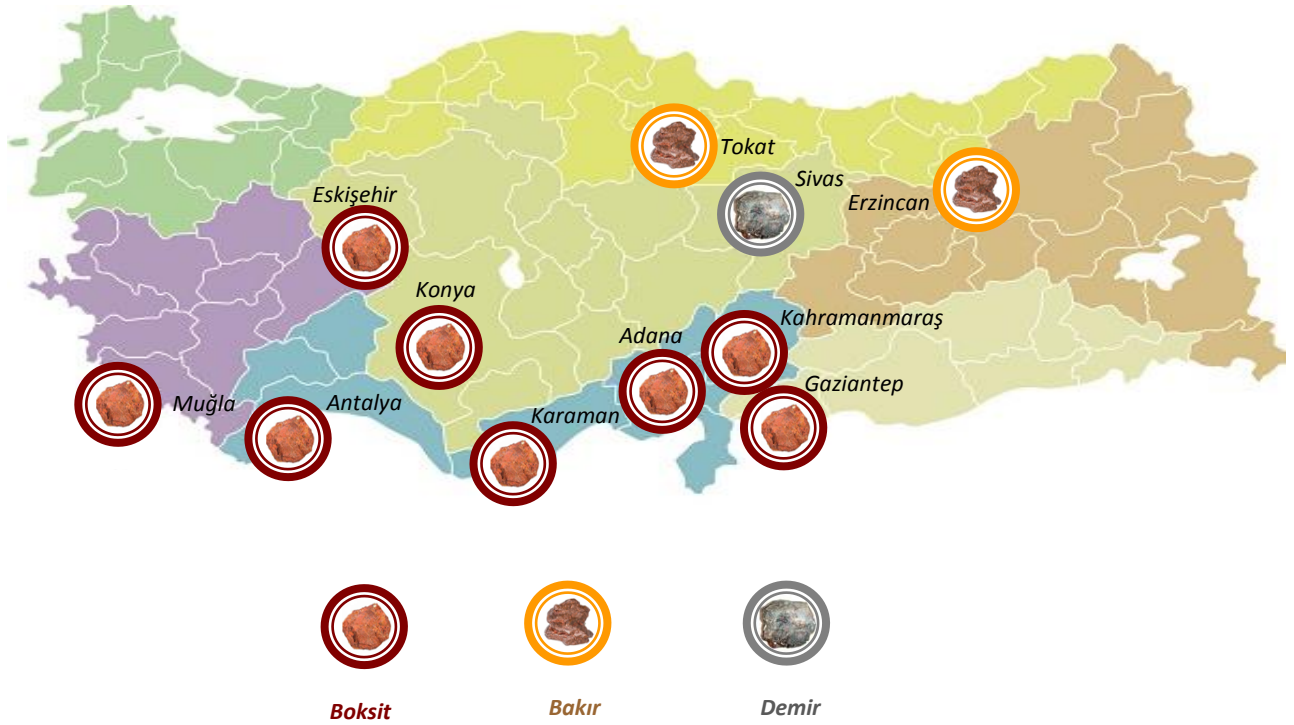 Tokat
Sivas
Eskişehir
Erzincan
Konya
Kahramanmaraş
Adana
Gaziantep
Muğla
Antalya
Karaman
Boksit
Bakır
Demir